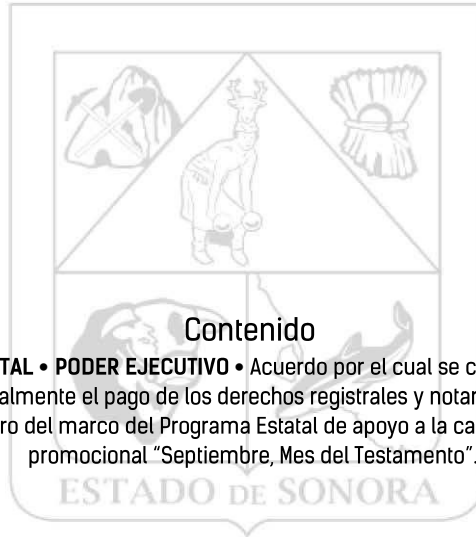 Contenido
TAL • PODER EJECUTIVO • Acuerdo por el cual se c
almente el pago de los derechos registrales y notar
ro del marco del Programa Estatal de apoyo a la ca
promocional "Septiembre, Mes del Testamento".
ESTADO DE SONORA